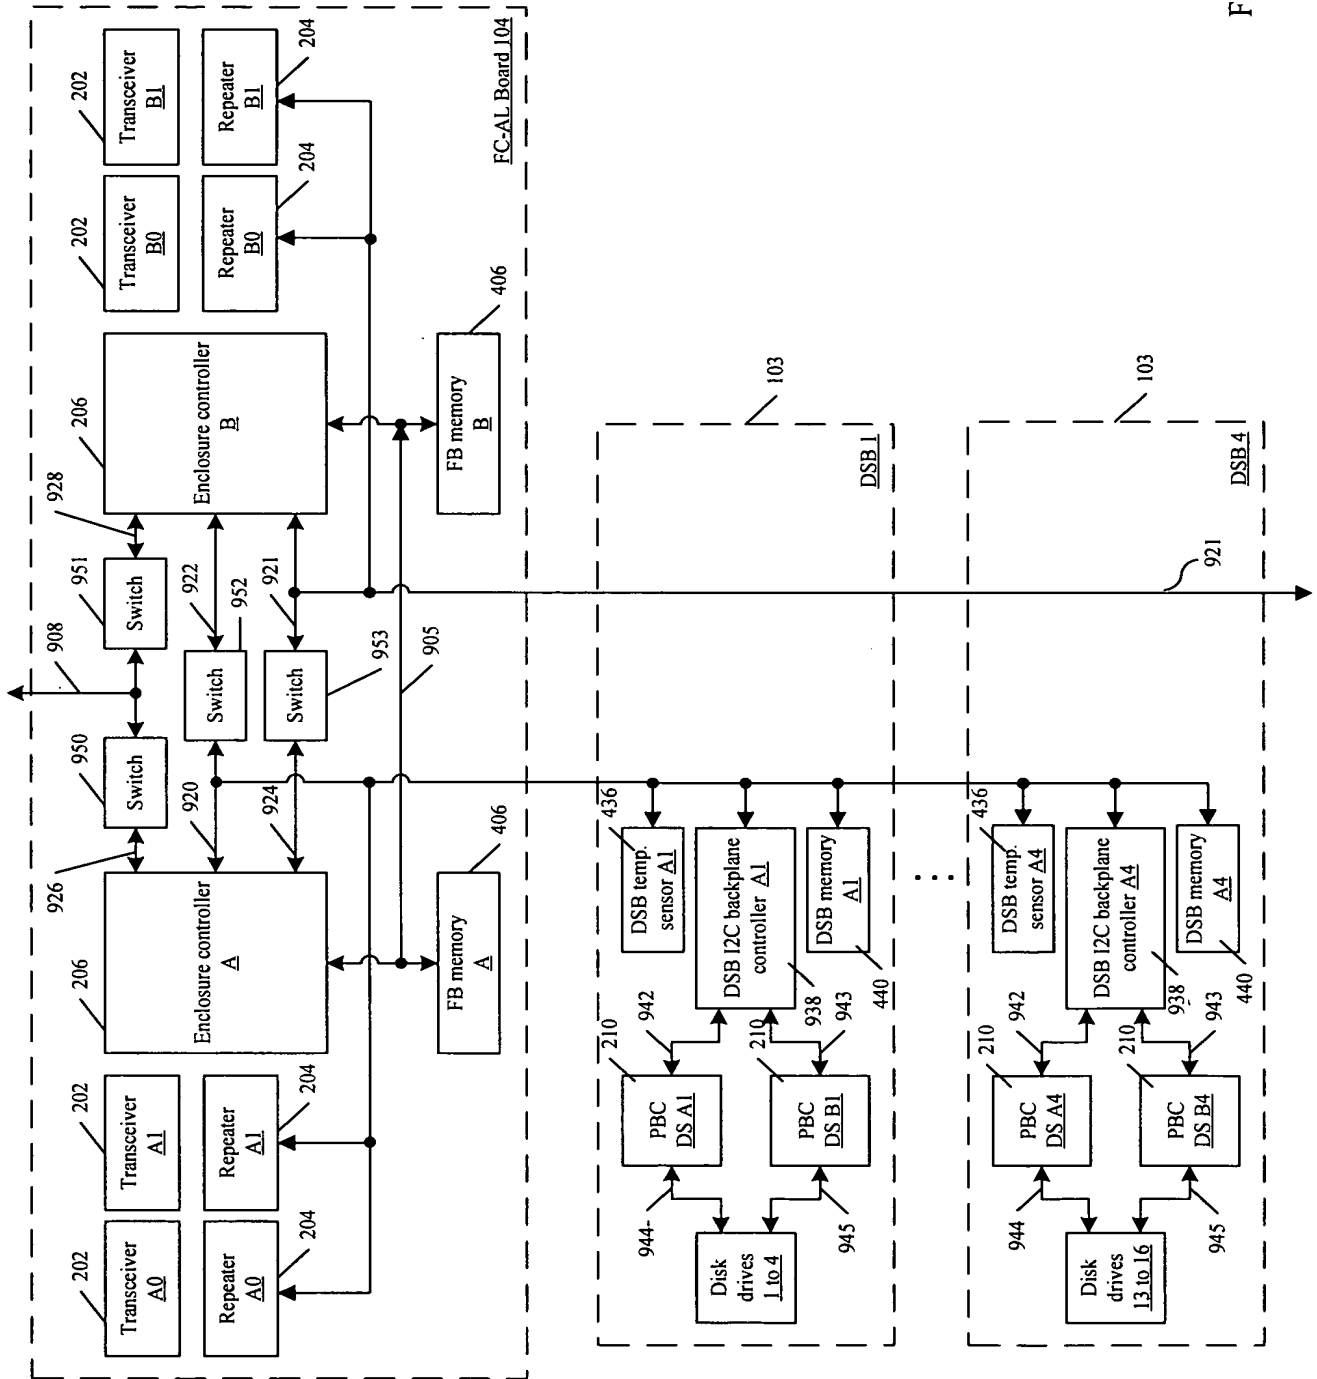 202
Transceiver
A0
202
Transceiver
A1
Repeater
A0
204
Repeater
A1
204
206
Enclosure controller
A
926
950
Switch
908
951
Switch
928
206
Enclosure controller
B
920
922
Switch
952
924
921
Switch
953
905
202
Transceiver
B0
202
Transceiver
B1
Repeater
B0
204
Repeater
B1
204
FB memory
A
406
FB memory
B
406
FC-AL Board 104
F
103
DSB 1
436
DSB temp.
sensor A1
DSB I2C backplane
controller A1
938
DSB memory
A1
440
210
PBC
DS A1
942
210
PBC
DS B1
943
944
945
Disk
drives
1 to 4
. . .
103
DSB 4
921
436
DSB temp.
sensor A4
DSB I2C backplane
controller A4
938
DSB memory
A4
440
210
PBC
DS A4
942
210
PBC
DS B4
943
944
945
Disk
drives
13 to 16